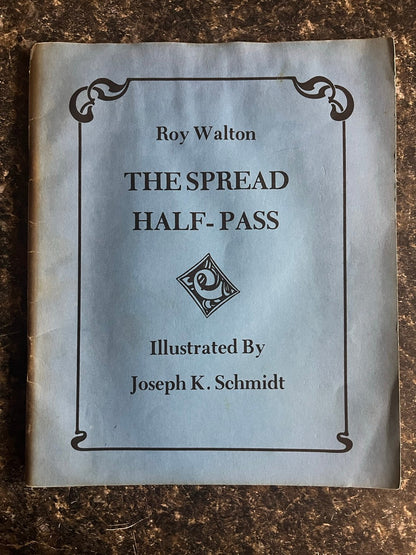 Roy Walton
THE SPREAD
HALF-PASS
Illustrated By
Joseph K. Schmidt